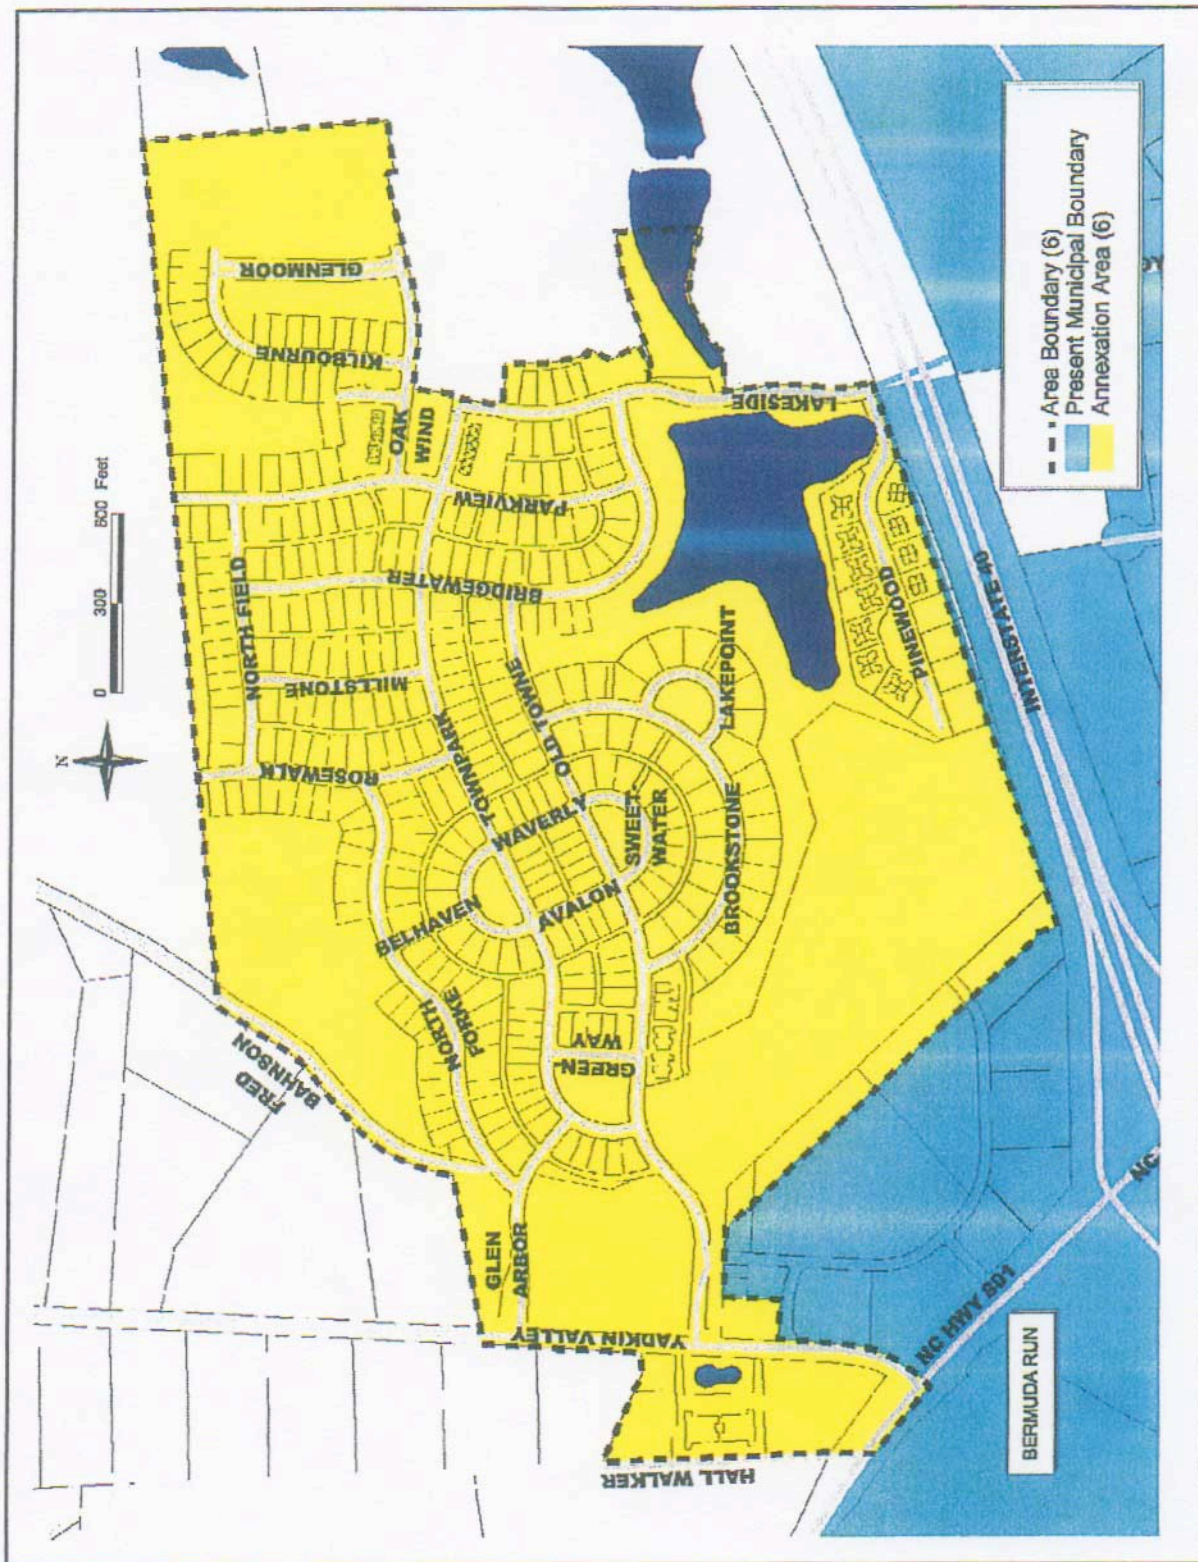 N
0 300 600 Feet
GLENMOOR
KILBOURNE
OAK
WIND
PARKVIEW
NORTH FIELD
BRIDGEWATER
MILLSTONE
ROSEWALK
TOWNPARK
OLD TOWNE
WAVERLY
SWEET-
WATER
LAKEPOINT
BROOKSTONE
AVALON
BELHAVEN
NORTH
FORKE
GREEN-
WAY
FRED
BAHNSON
GLEN
ARBOR
YADKIN VALLEY
HALL WALKER
LAKESIDE
PINEWOOD
INTERSTATE 40
NC HWY 801
NC
BERMUDA RUN
Area Boundary (6)
Present Municipal Boundary
Annexation Area (6)